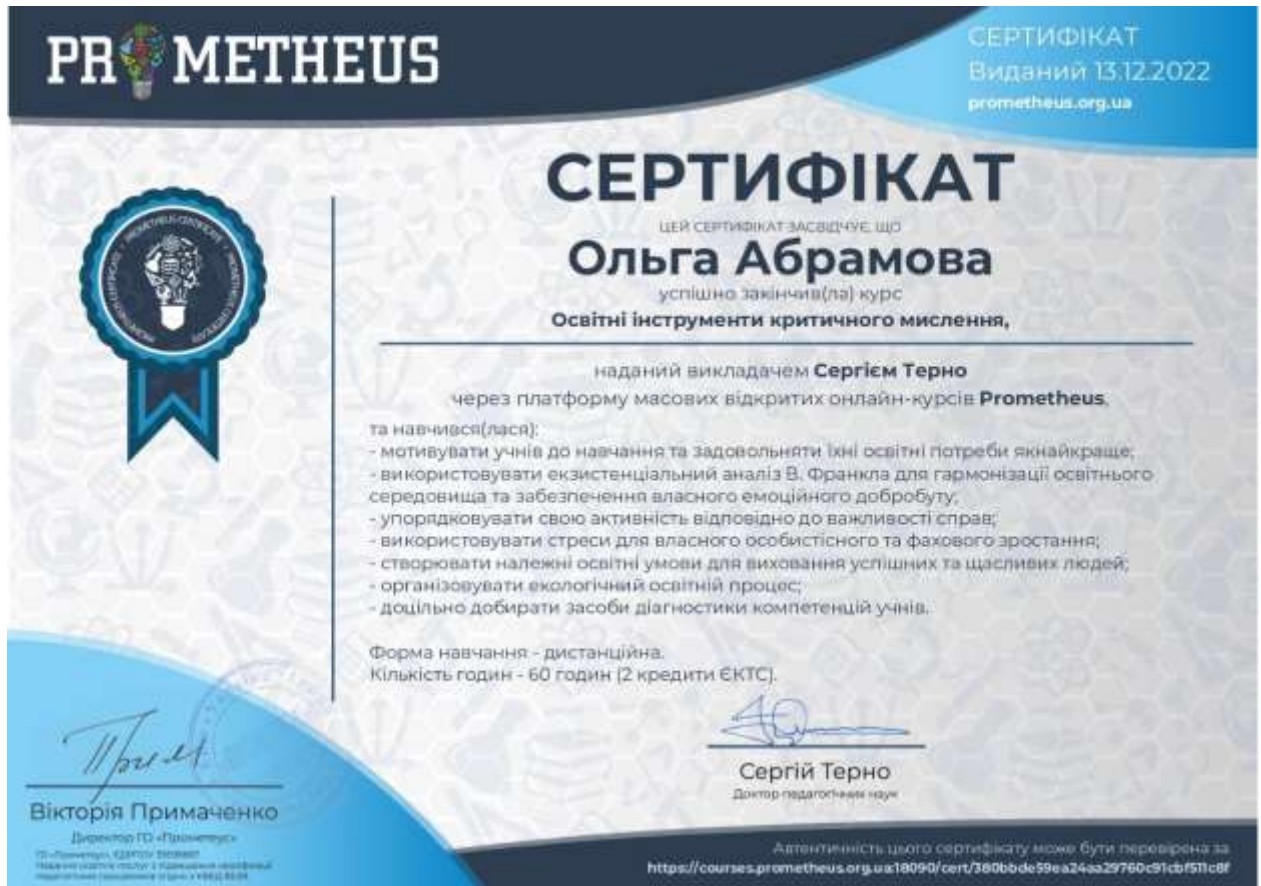 PROMETHEUS
СЕРТИФІКАТ
Виданий 13.12.2022
prometheus.org.ua
СЕРТИФІКАТ
ЦЕЙ СЕРТИФІКАТ ЗАСВІДЧУЄ, ЩО
Ольга Абрамова
успішно закінчив(ла) курс
Освітні інструменти критичного мислення,
наданий викладачем Сергієм Терно
через платформу масових відкритих онлайн-курсів Prometheus,
та навчився(лася):
- мотивувати учнів до навчання та задовольняти їхні освітні потреби якнайкраще;
- використовувати екзистенціальний аналіз В. Франкла для гармонізації освітнього
середовища та забезпечення власного емоційного добробуту;
- упорядковувати свою активність відповідно до важливості справ;
- використовувати стреси для власного особистісного та фахового зростання;
- створювати належні освітні умови для виховання успішних та щасливих людей;
- організовувати екологічний освітній процес;
- доцільно добирати засоби діагностики компетенцій учнів.
Форма навчання - дистанційна.
Кількість годин - 60 годин (2 кредити ЄКТС).
Сергій Терно
Доктор педагогічних наук
Вікторія Примаченко
Директор ГО «Прометеус»
Автентичність цього сертифікату може бути перевірена за
https://courses.prometheus.org.ua:18090/cert/380bbde59ea24aa29760c91cbf511c8f
PROMETHEUS CERTIFICATE · PROMETHEUS CERTIFICATE · PROMETHEUS CERTIFICATE